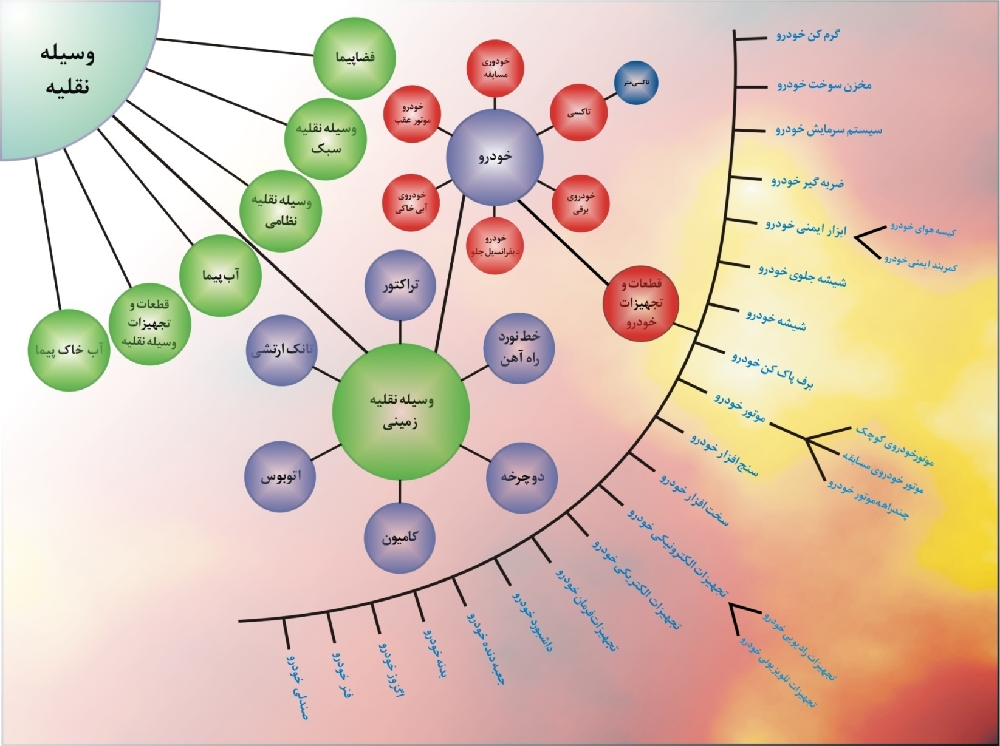 وسیله
نقلیه
فضاپیما
وسیله نقلیه
سبک
وسیله نقلیه
نظامی
آب پیما
قطعات و
تجهیزات
وسیله نقلیه
آب خاک پیما
وسیله نقلیه
زمینی
تراکتور
خط نورد
راه آهن
دوچرخه
کامیون
اتوبوس
تانک ارتشی
خودرو
خودوری
مسابقه
تاکسی
تاکسی‌متر
خودروی
برقی
خودرو
دیفرانسیل جلو
خودروی
آبی خاکی
خودرو
موتور عقب
قطعات و
تجهیزات
خودرو
گرم کن خودرو
مخزن سوخت خودرو
سیستم سرمایش خودرو
ضربه گیر خودرو
ابزار ایمنی خودرو
کیسه هوای خودرو
کمربند ایمنی خودرو
شیشه جلوی خودرو
شیشه خودرو
برف پاک کن خودرو
موتور خودرو
موتورخودروی کوچک
موتور خودروی مسابقه
چندراهه‌موتور خودرو
سنج افزار خودرو
سخت افزار خودرو
تجهیزات الکترونیکی خودرو
تجهیزات رادیویی خودرو
تجهیزات تلویزیونی خودرو
تجهیزات الکتریکی خودرو
تجهیزات‌فرمان خودرو
داشبورد خودرو
جعبه دنده خودرو
بدنه خودرو
اگزوز خودرو
فنر خودرو
صندلی خودرو